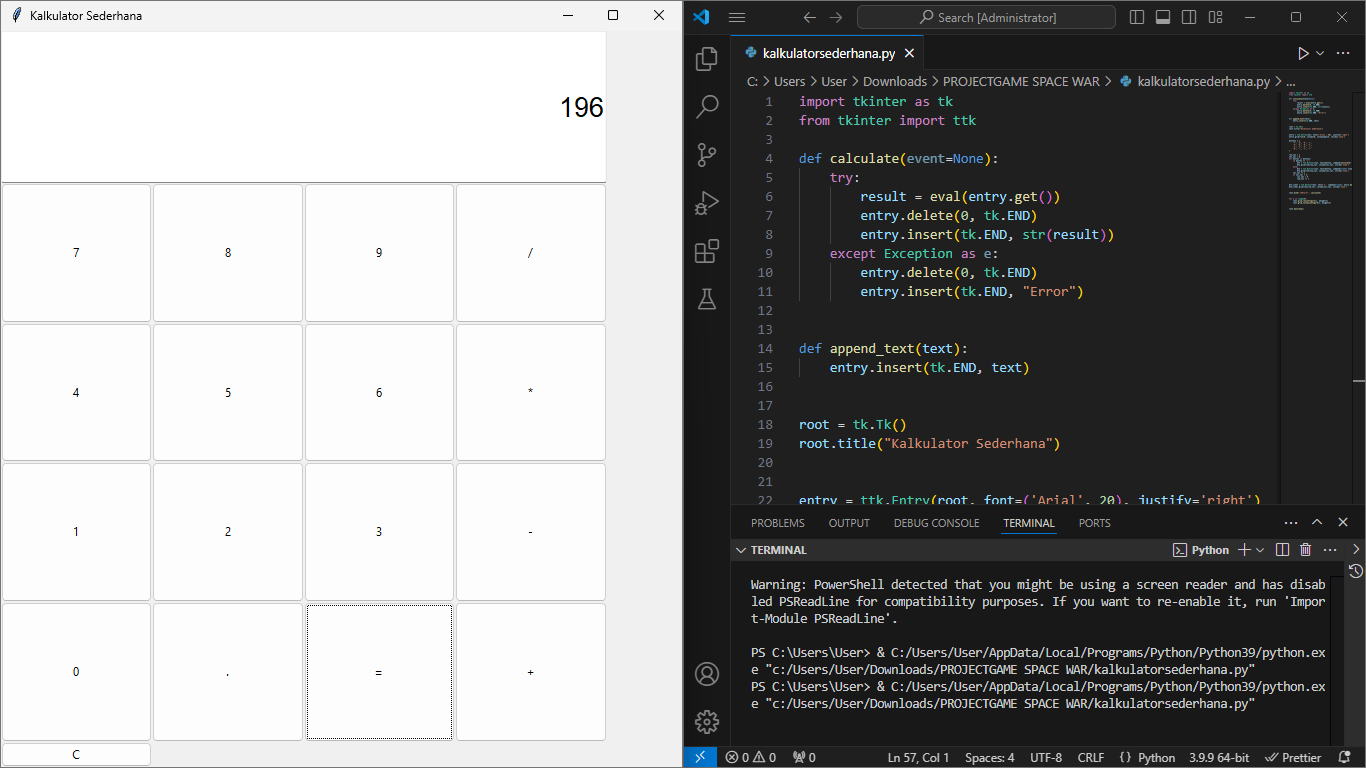 Kalkulator Sederhana
196
7 8 9 /
4 5 6 *
1 2 3 -
0 . = +
C
Search [Administrator]
kalkulatorsederhana.py
C: > Users > User > Downloads > PROJECTGAME SPACE WAR > kalkulatorsederhana.py > ...
1 import tkinter as tk
2 from tkinter import ttk
3
4 def calculate(event=None):
5     try:
6         result = eval(entry.get())
7         entry.delete(0, tk.END)
8         entry.insert(tk.END, str(result))
9     except Exception as e:
10         entry.delete(0, tk.END)
11         entry.insert(tk.END, "Error")
12
13
14 def append_text(text):
15     entry.insert(tk.END, text)
16
17
18 root = tk.Tk()
19 root.title("Kalkulator Sederhana")
20
21
22 entry = ttk.Entry(root, font=('Arial', 20), justify='right')
PROBLEMS OUTPUT DEBUG CONSOLE TERMINAL PORTS
TERMINAL
Python
Warning: PowerShell detected that you might be using a screen reader and has disab
led PSReadLine for compatibility purposes. If you want to re-enable it, run 'Impor
t-Module PSReadLine'.
PS C:\Users\User> & C:/Users/User/AppData/Local/Programs/Python/Python39/python.ex
e "c:/Users/User/Downloads/PROJECTGAME SPACE WAR/kalkulatorsederhana.py"
PS C:\Users\User> & C:/Users/User/AppData/Local/Programs/Python/Python39/python.ex
e "c:/Users/User/Downloads/PROJECTGAME SPACE WAR/kalkulatorsederhana.py"
0 0 0 Ln 57, Col 1 Spaces: 4 UTF-8 CRLF {} Python 3.9.9 64-bit Prettier